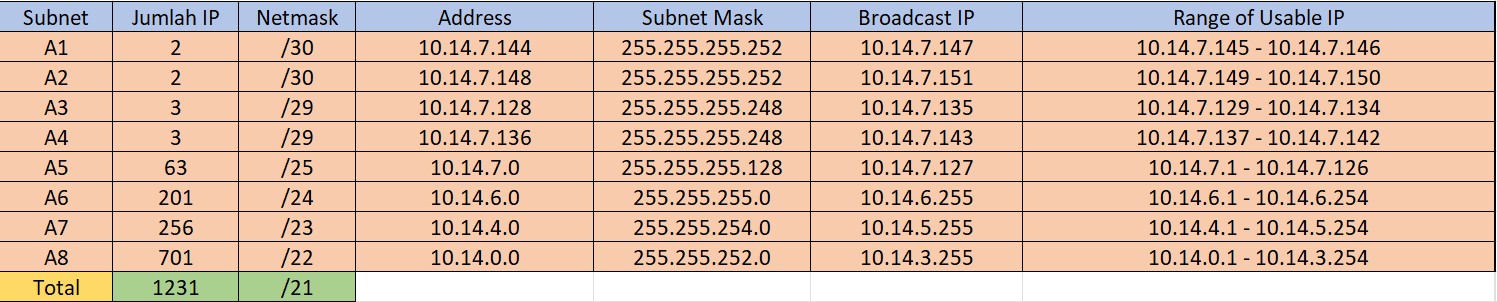 Subnet Jumlah IP Netmask Address Subnet Mask Broadcast IP Range of Usable IP
A1 2 /30 10.14.7.144 255.255.255.252 10.14.7.147 10.14.7.145 - 10.14.7.146
A2 2 /30 10.14.7.148 255.255.255.252 10.14.7.151 10.14.7.149 - 10.14.7.150
A3 3 /29 10.14.7.128 255.255.255.248 10.14.7.135 10.14.7.129 - 10.14.7.134
A4 3 /29 10.14.7.136 255.255.255.248 10.14.7.143 10.14.7.137 - 10.14.7.142
A5 63 /25 10.14.7.0 255.255.255.128 10.14.7.127 10.14.7.1 - 10.14.7.126
A6 201 /24 10.14.6.0 255.255.255.0 10.14.6.255 10.14.6.1 - 10.14.6.254
A7 256 /23 10.14.4.0 255.255.254.0 10.14.5.255 10.14.4.1 - 10.14.5.254
A8 701 /22 10.14.0.0 255.255.252.0 10.14.3.255 10.14.0.1 - 10.14.3.254
Total 1231 /21